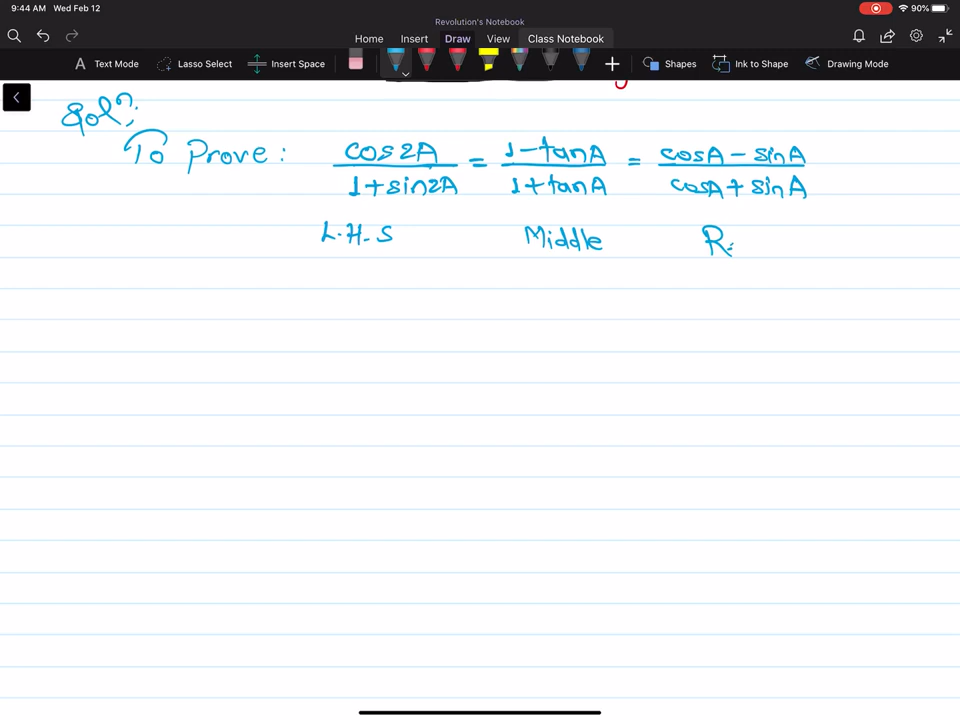 9:44 AM Wed Feb 12
90%
Revolution's Notebook
Home Insert Draw View Class Notebook
Text Mode Lasso Select Insert Space Shapes Ink to Shape Drawing Mode
Solⁿ;
To Prove: cos2A / 1+sin2A = 1-tanA / 1+tanA = cosA-sinA / cosA+sinA
L.H.S Middle R.